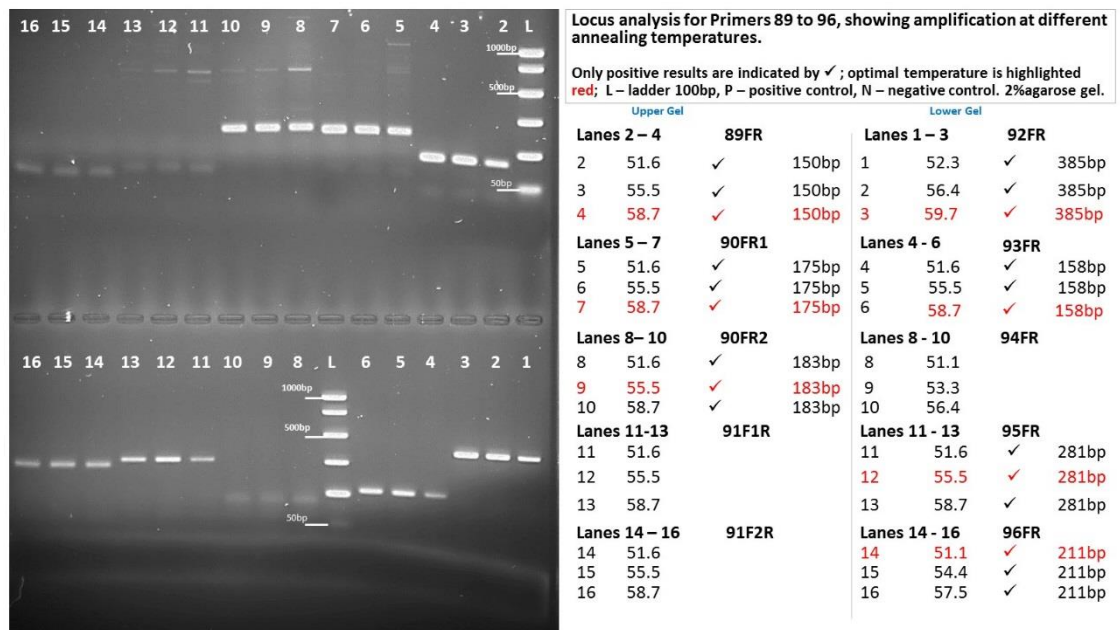 16 15 14 13 12 11 10 9 8 7 6 5 4 3 2 L
1000bp
500bp
50bp
16 15 14 13 12 11 10 9 8 L 6 5 4 3 2 1
1000bp
500bp
50bp
Locus analysis for Primers 89 to 96, showing amplification at different
annealing temperatures.
Only positive results are indicated by ✓ ; optimal temperature is highlighted
red; L – ladder 100bp, P – positive control, N – negative control. 2%agarose gel.
Upper Gel
Lanes 2 – 4 89FR
2 51.6 ✓ 150bp
3 55.5 ✓ 150bp
4 58.7 ✓ 150bp
Lanes 5 – 7 90FR1
5 51.6 ✓ 175bp
6 55.5 ✓ 175bp
7 58.7 ✓ 175bp
Lanes 8– 10 90FR2
8 51.6 ✓ 183bp
9 55.5 ✓ 183bp
10 58.7 ✓ 183bp
Lanes 11-13 91F1R
11 51.6
12 55.5
13 58.7
Lanes 14 – 16 91F2R
14 51.6
15 55.5
16 58.7
Lower Gel
Lanes 1 – 3 92FR
1 52.3 ✓ 385bp
2 56.4 ✓ 385bp
3 59.7 ✓ 385bp
Lanes 4 - 6 93FR
4 51.6 ✓ 158bp
5 55.5 ✓ 158bp
6 58.7 ✓ 158bp
Lanes 8 - 10 94FR
8 51.1
9 53.3
10 56.4
Lanes 11 - 13 95FR
11 51.6 ✓ 281bp
12 55.5 ✓ 281bp
13 58.7 ✓ 281bp
Lanes 14 - 16 96FR
14 51.1 ✓ 211bp
15 54.4 ✓ 211bp
16 57.5 ✓ 211bp